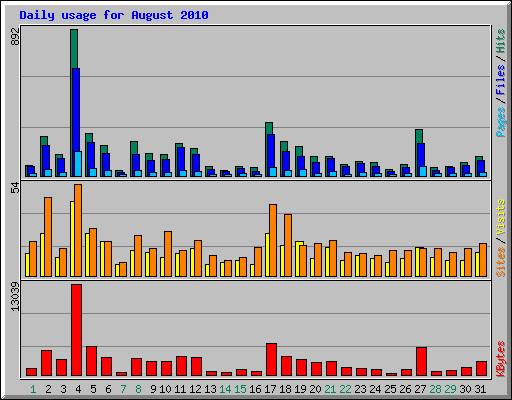 Daily usage for August 2010
892
Pages / Files / Hits
54
Sites / Visits
13039
KBytes
1 2 3 4 5 6 7 8 9 10 11 12 13 14 15 16 17 18 19 20 21 22 23 24 25 26 27 28 29 30 31